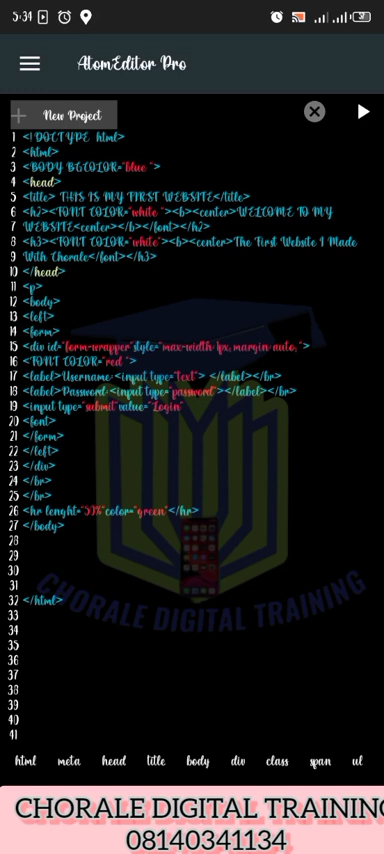 5:34
37
AtomEditor Pro
New Project
1 <!DOCTYPE html>
2 <html>
3 <BODY BGCOLOR="blue ">
4 <head>
5 <title> THIS IS MY FIRST WEBSITE</title>
6 <h2><FONT COLOR="white "><b><center>WELCOME TO MY
7 WEBSITE<center></b></font></h2>
8 <h3><FONT COLOR="white"><b><center>The First Website I Made
9 With Chorale</font></h3>
10 </head>
11 <p>
12 <body>
13 <left>
14 <form>
15 <div id="form-wrapper"style="max-width:1px;margin:auto;">
16 <FONT COLOR="red ">
17 <label>Username:<input type="text"> </label></br>
18 <label>Password:<input type="password"></label></br>
19 <input type="submit"value="Login"
20 <font>
21 </form>
22 </left>
23 </div>
24 </br>
25 </br>
26 <hr lenght="59%"color="green"</hr>
27 </body>
28
29
30
31
32 </html>
33
34
35
36
37
38
39
40
41
CHORALE DIGITAL TRAINING
html meta head title body div class span ul
CHORALE DIGITAL TRAINING
08140341134